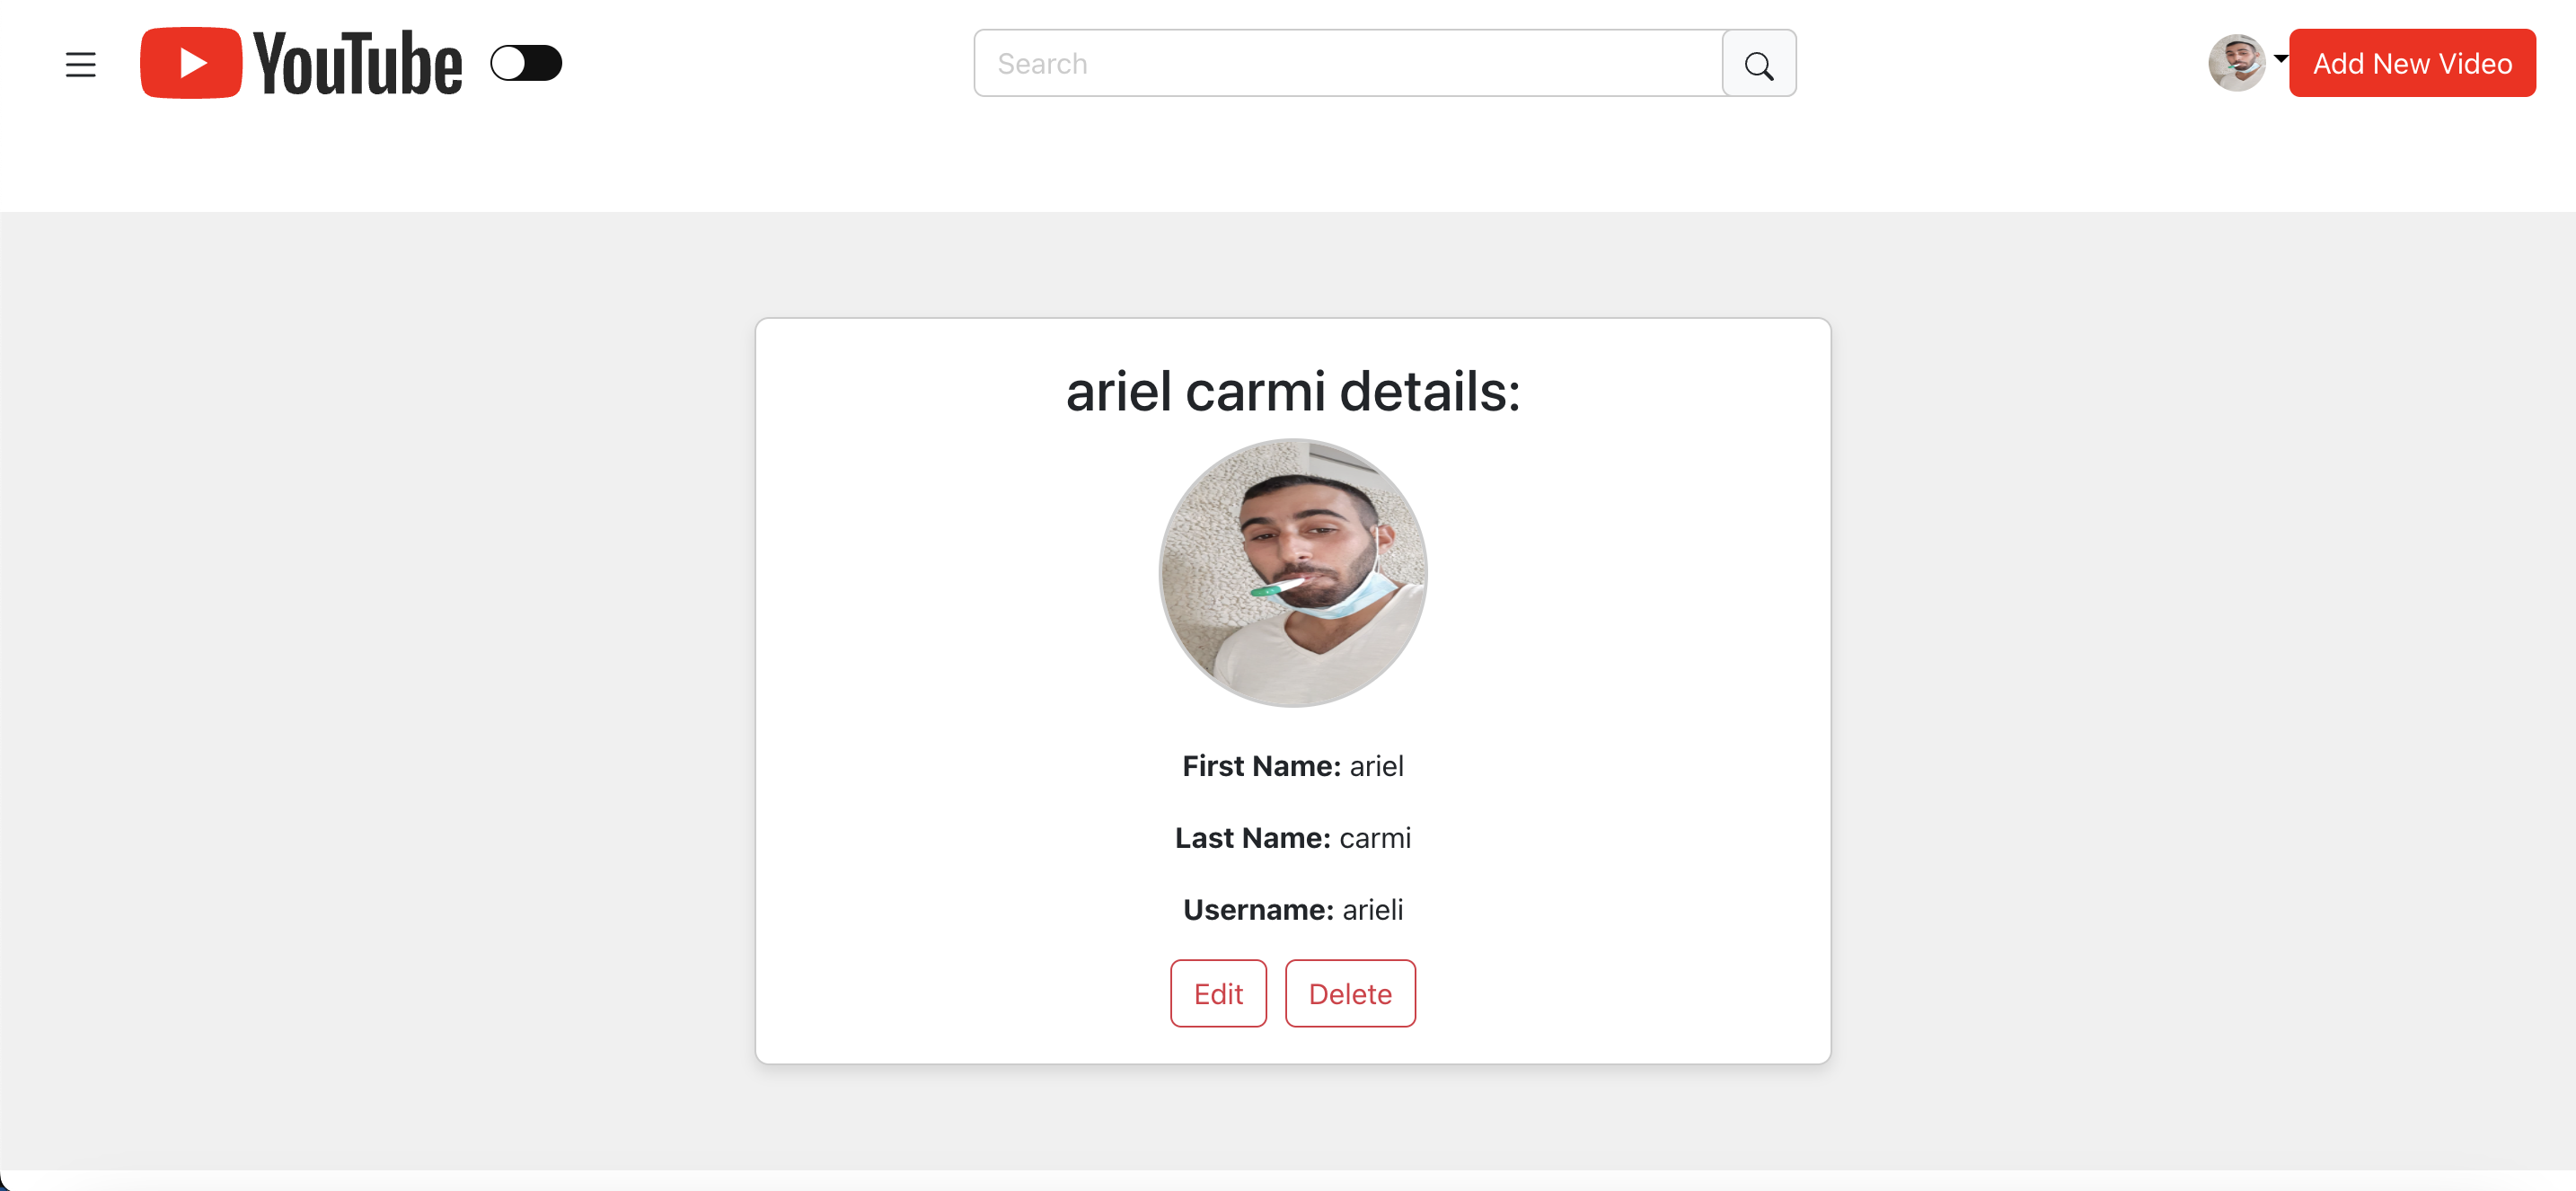 YouTube
Search
Add New Video
ariel carmi details:
First Name: ariel
Last Name: carmi
Username: arieli
Edit
Delete